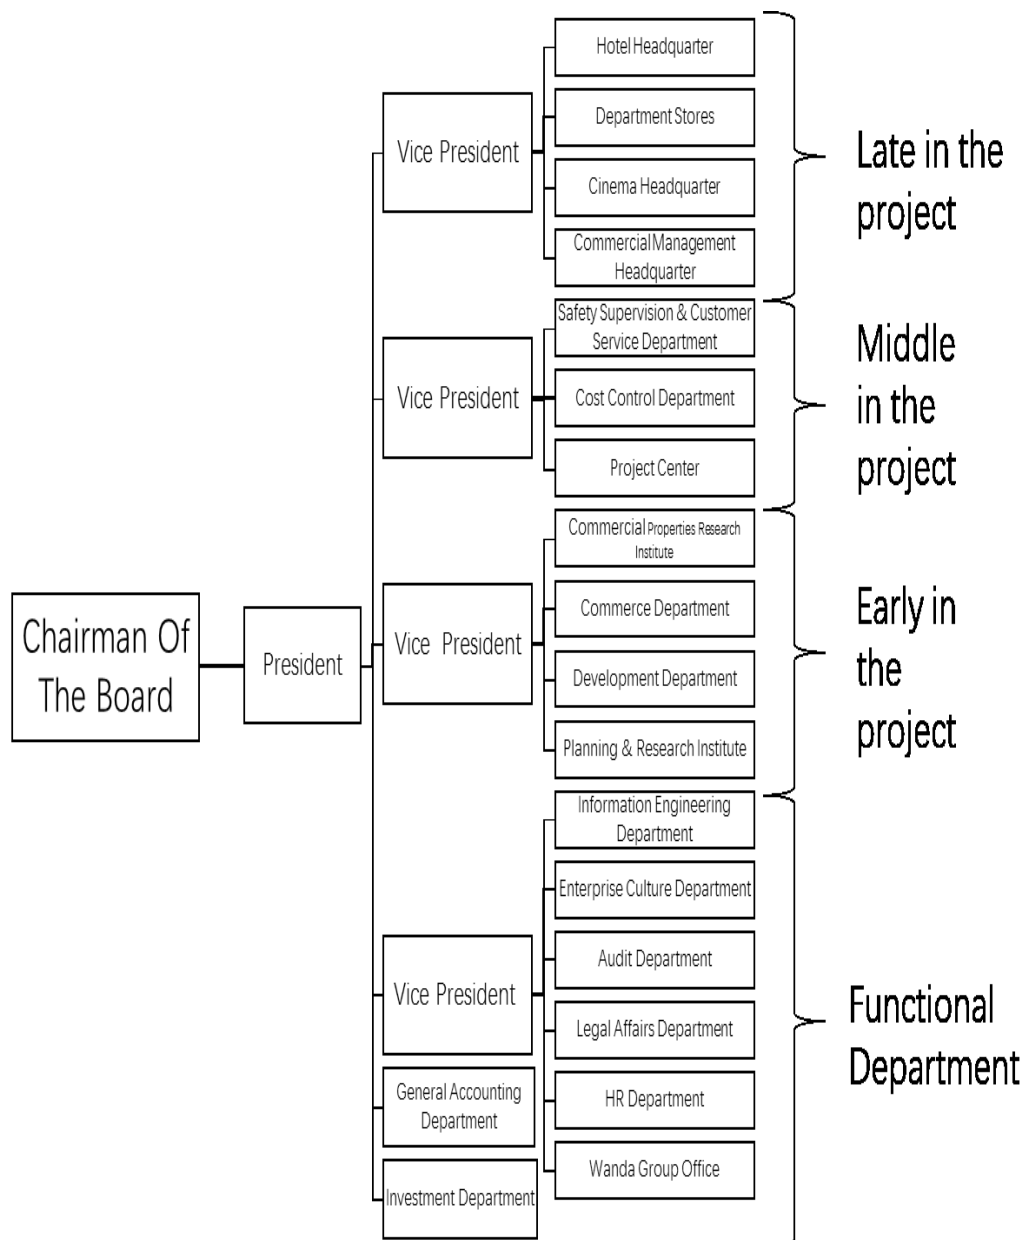 Chairman Of
The Board
President
Vice President
Hotel Headquarter
Department Stores
Cinema Headquarter
Commercial Management
Headquarter
Late in the
project
Vice President
Safety Supervision & Customer
Service Department
Cost Control Department
Project Center
Middle
in the
project
Vice President
Commercial Properties Research
Institute
Commerce Department
Development Department
Planning & Research Institute
Early in
the
project
Vice President
Information Engineering
Department
Enterprise Culture Department
Audit Department
Legal Affairs Department
HR Department
Wanda Group Office
Functional
Department
General Accounting
Department
Investment Department